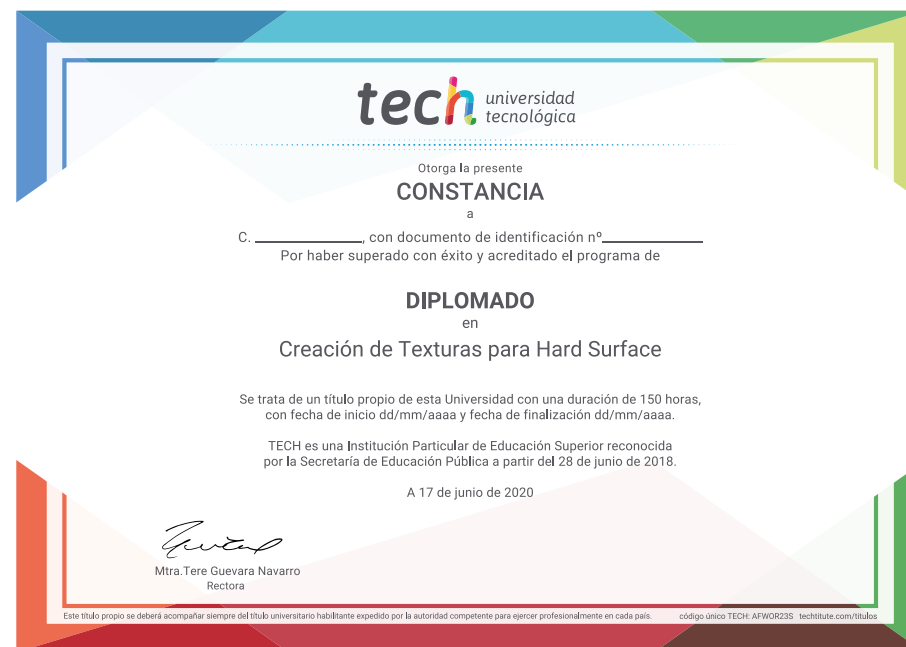 tech universidad
tecnológica
Otorga la presente
CONSTANCIA
a
C. ____________, con documento de identificación nº____________
Por haber superado con éxito y acreditado el programa de
DIPLOMADO
en
Creación de Texturas para Hard Surface
Se trata de un título propio de esta Universidad con una duración de 150 horas,
con fecha de inicio dd/mm/aaaa y fecha de finalización dd/mm/aaaa.
TECH es una Institución Particular de Educación Superior reconocida
por la Secretaría de Educación Pública a partir del 28 de junio de 2018.
A 17 de junio de 2020
Mtra.Tere Guevara Navarro
Rectora
Este título propio se deberá acompañar siempre del título universitario habilitante expedido por la autoridad competente para ejercer profesionalmente en cada país. código único TECH: AFWOR23S techtitute.com/titulos